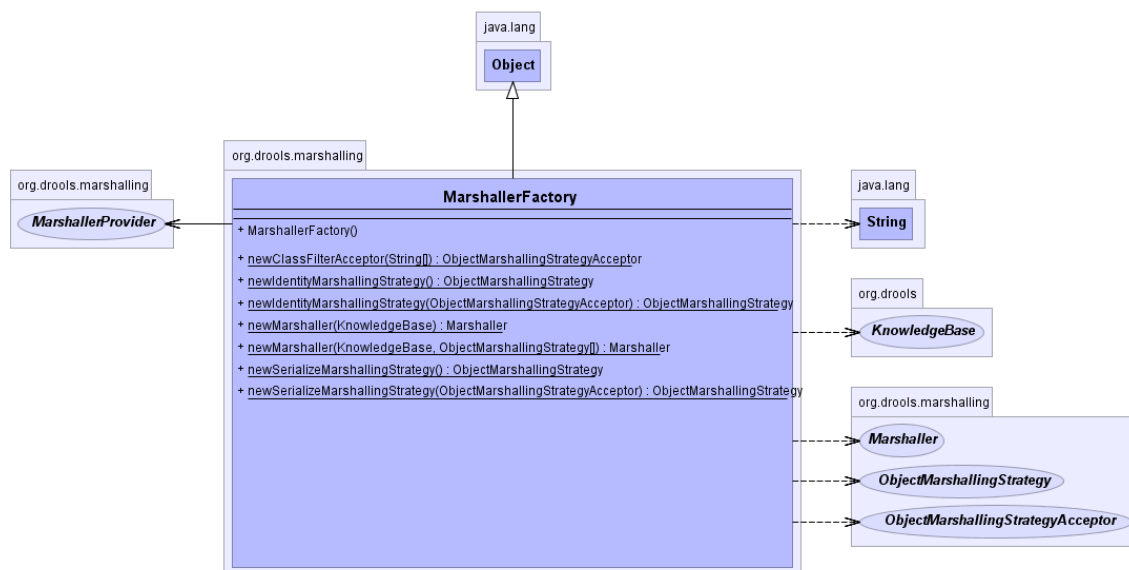 java.lang
Object
org.drools.marshalling
MarshallerProvider
org.drools.marshalling
MarshallerFactory
+ MarshallerFactory()
+ newClassFilterAcceptor(String[]) : ObjectMarshallingStrategyAcceptor
+ newIdentityMarshallingStrategy() : ObjectMarshallingStrategy
+ newIdentityMarshallingStrategy(ObjectMarshallingStrategyAcceptor) : ObjectMarshallingStrategy
+ newMarshaller(KnowledgeBase) : Marshaller
+ newMarshaller(KnowledgeBase, ObjectMarshallingStrategy[]) : Marshaller
+ newSerializeMarshallingStrategy() : ObjectMarshallingStrategy
+ newSerializeMarshallingStrategy(ObjectMarshallingStrategyAcceptor) : ObjectMarshallingStrategy
java.lang
String
org.drools
KnowledgeBase
org.drools.marshalling
Marshaller
ObjectMarshallingStrategy
ObjectMarshallingStrategyAcceptor